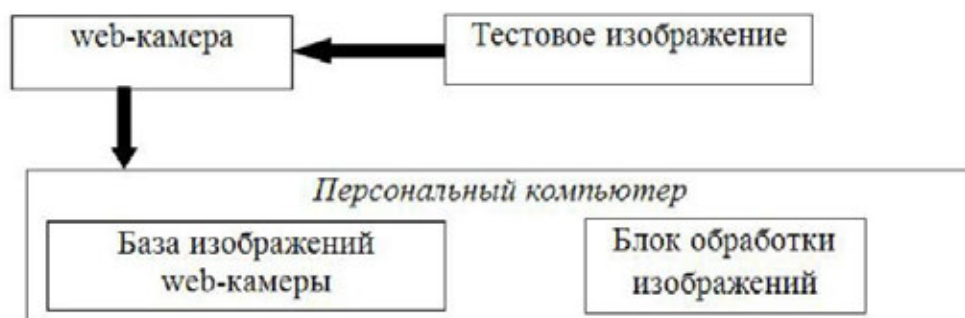 web-камера
Тестовое изображение
Персональный компьютер
База изображений
web-камеры
Блок обработки
изображений